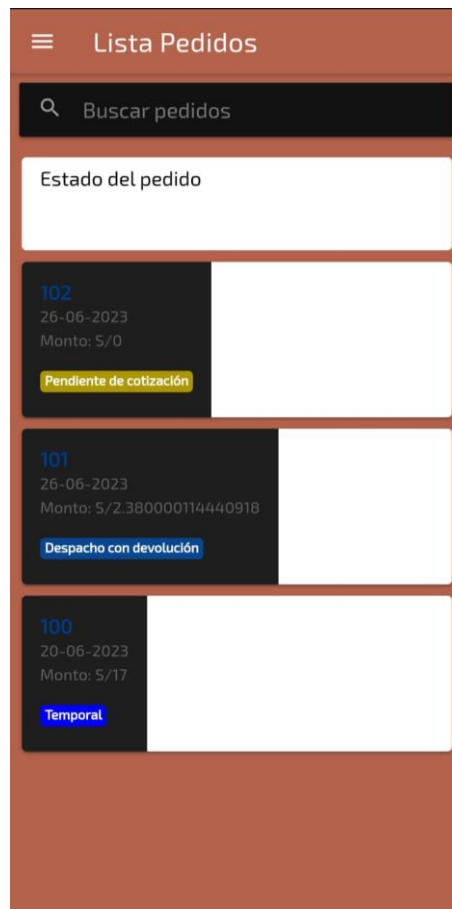 Lista Pedidos
Buscar pedidos
Estado del pedido
102
26-06-2023
Monto: S/0
Pendiente de cotización
101
26-06-2023
Monto: S/2.380000114440918
Despacho con devolución
100
20-06-2023
Monto: S/17
Temporal